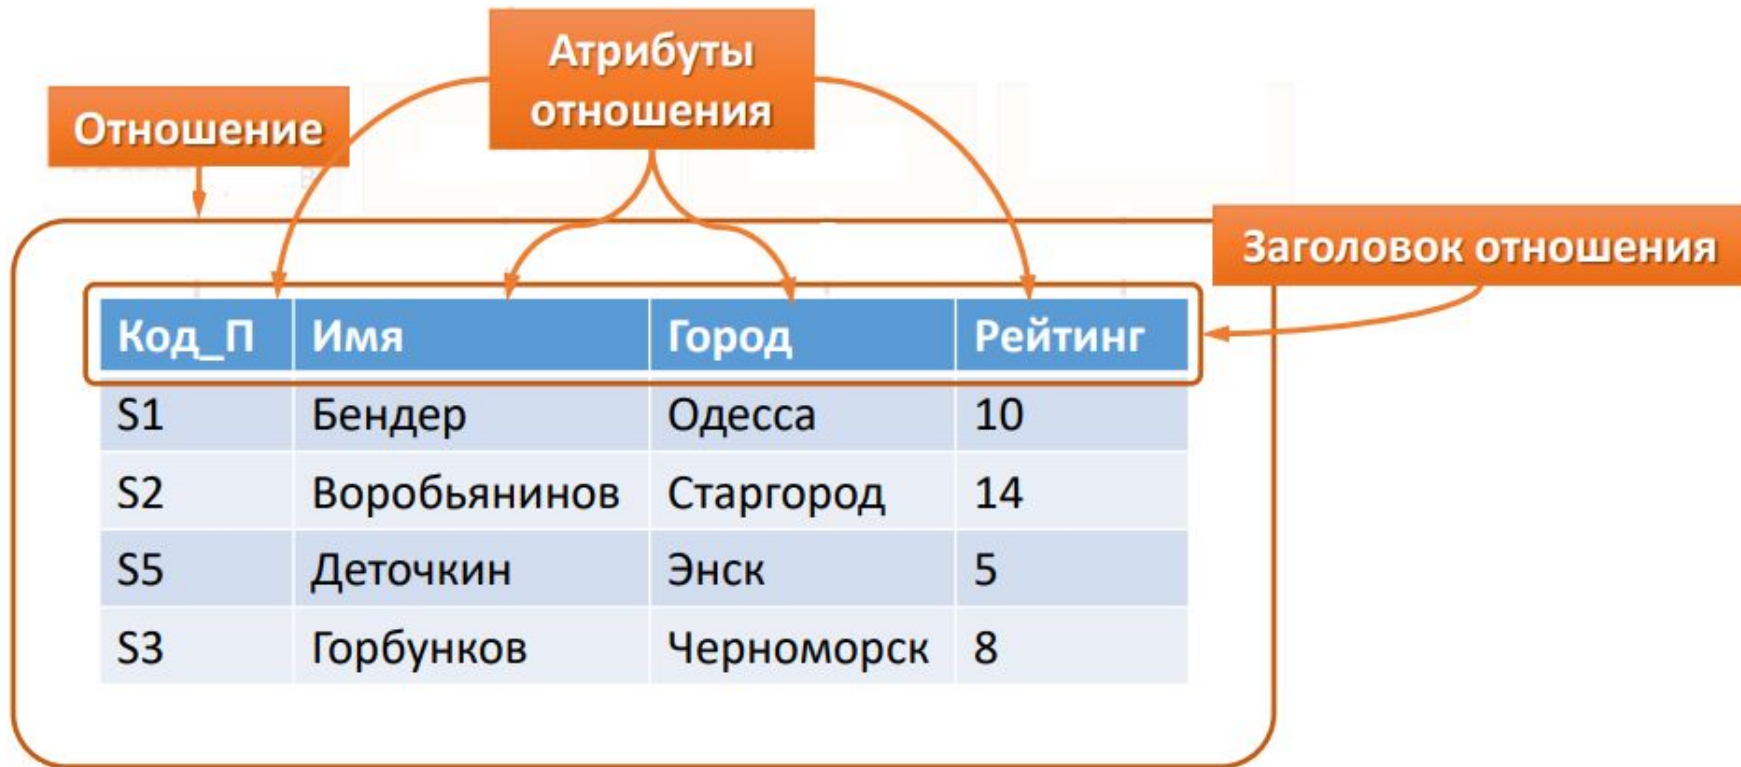 Атрибуты
отношения
Отношение
Заголовок отношения
Код_П Имя Город Рейтинг
S1 Бендер Одесса 10
S2 Воробьянинов Старгород 14
S5 Деточкин Энск 5
S3 Горбунков Черноморск 8